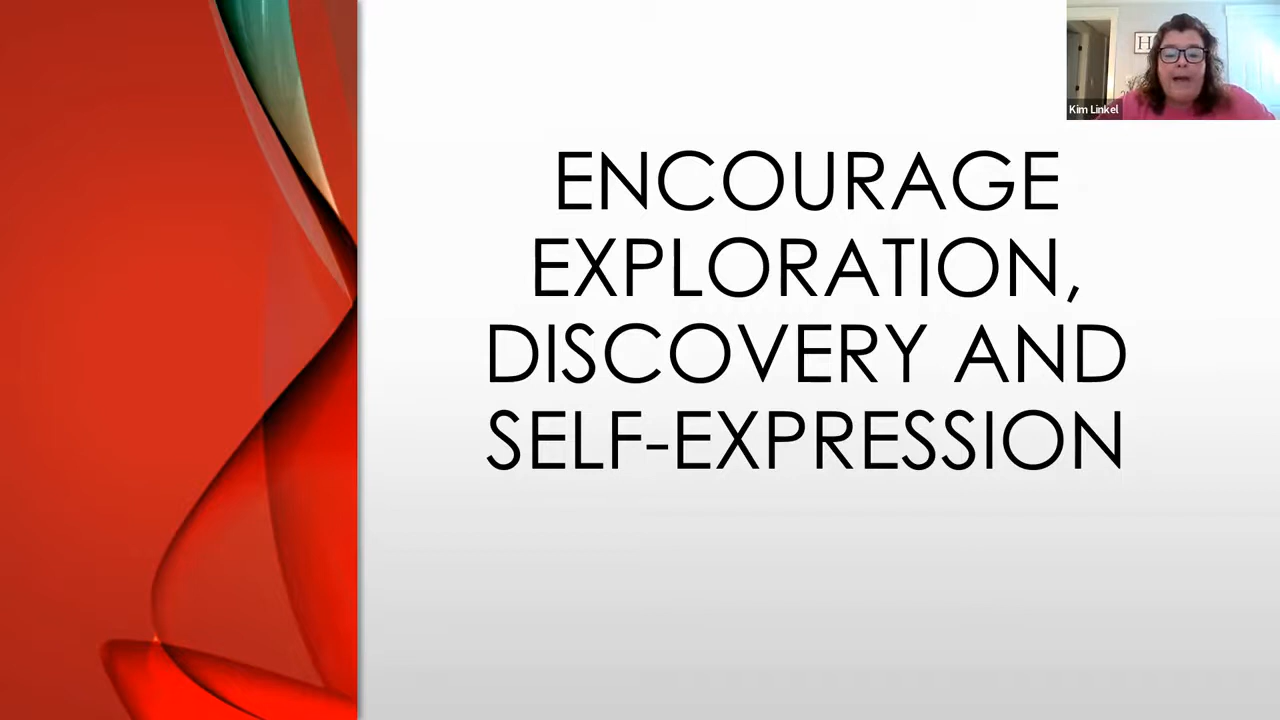 Kim Linkel
ENCOURAGE
EXPLORATION,
DISCOVERY AND
SELF-EXPRESSION